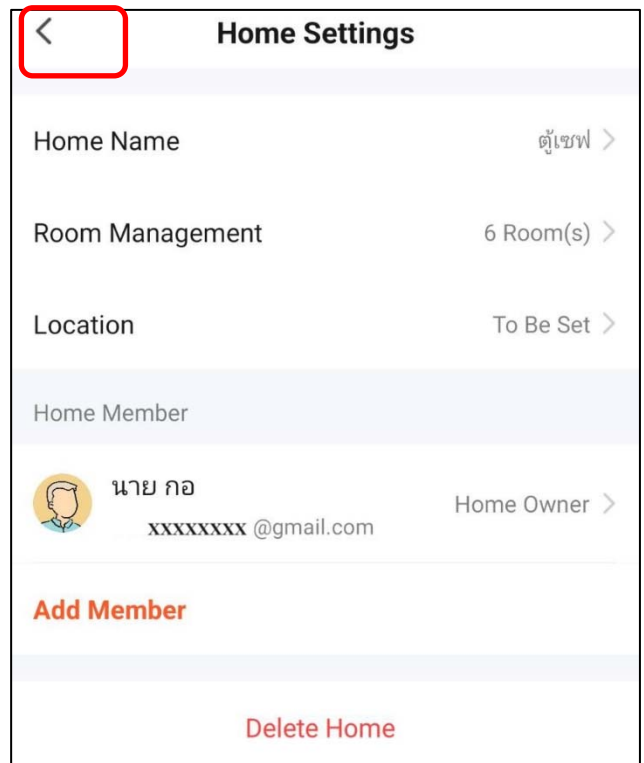 Home Settings
Home Name ตู้เซฟ
Room Management 6 Room(s)
Location To Be Set
Home Member
นาย กอ
xxxxxxxx @gmail.com Home Owner
Add Member
Delete Home